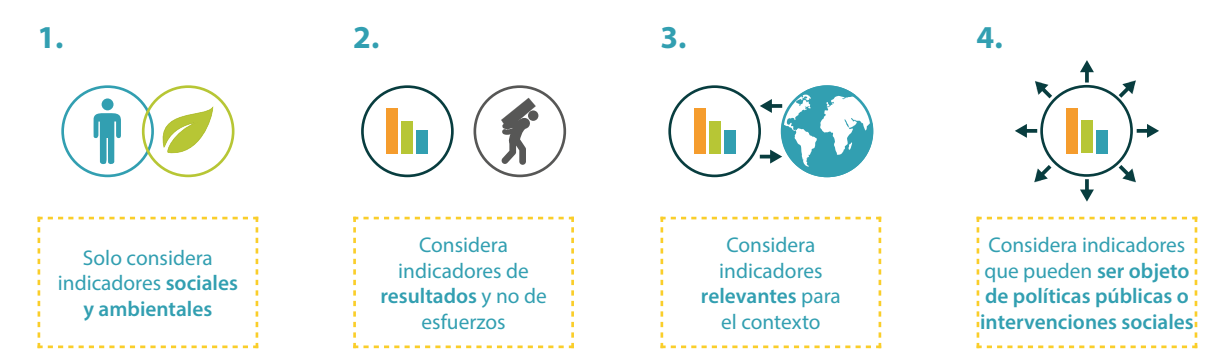 1.
Solo considera
indicadores sociales
y ambientales
2.
Considera
indicadores de
resultados y no de
esfuerzos
3.
Considera
indicadores
relevantes para
el contexto
4.
Considera indicadores
que pueden ser objeto
de políticas públicas o
intervenciones sociales